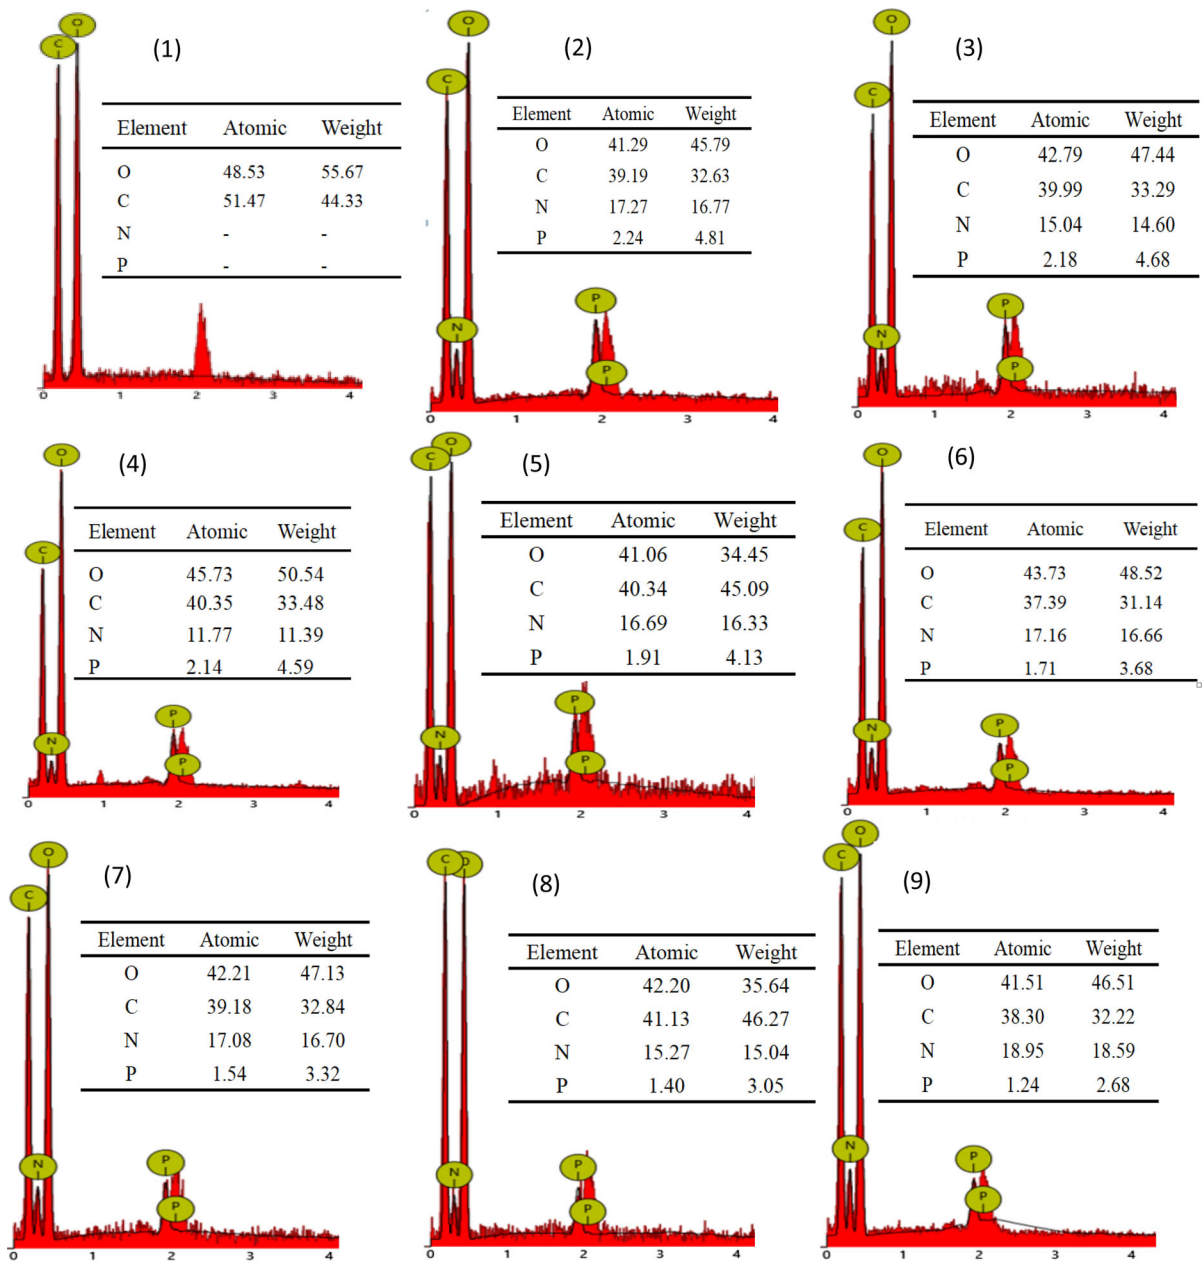 (1)
C
O
Element Atomic Weight
O 48.53 55.67
C 51.47 44.33
N - -
P - -
0 1 2 3 4
(2)
O
C
Element Atomic Weight
O 41.29 45.79
C 39.19 32.63
N 17.27 16.77
P 2.24 4.81
P
N
P
0 1 2 3 4
(3)
O
C
Element Atomic Weight
O 42.79 47.44
C 39.99 33.29
N 15.04 14.60
P 2.18 4.68
P
N
P
0 1 2 3 4
(4)
O
C
Element Atomic Weight
O 45.73 50.54
C 40.35 33.48
N 11.77 11.39
P 2.14 4.59
P
N
P
0 1 2 3 4
(5)
O
C
Element Atomic Weight
O 41.06 34.45
C 40.34 45.09
N 16.69 16.33
P 1.91 4.13
P
N
P
0 1 2 3 4
(6)
O
C
Element Atomic Weight
O 43.73 48.52
C 37.39 31.14
N 17.16 16.66
P 1.71 3.68
P
N
P
0 1 2 3 4
(7)
O
C
Element Atomic Weight
O 42.21 47.13
C 39.18 32.84
N 17.08 16.70
P 1.54 3.32
P
N
P
0 1 2 3 4
(8)
C
Element Atomic Weight
O 42.20 35.64
C 41.13 46.27
N 15.27 15.04
P 1.40 3.05
P
N
P
0 1 2 3 4
(9)
O
C
Element Atomic Weight
O 41.51 46.51
C 38.30 32.22
N 18.95 18.59
P 1.24 2.68
N
P
P
0 1 2 3 4